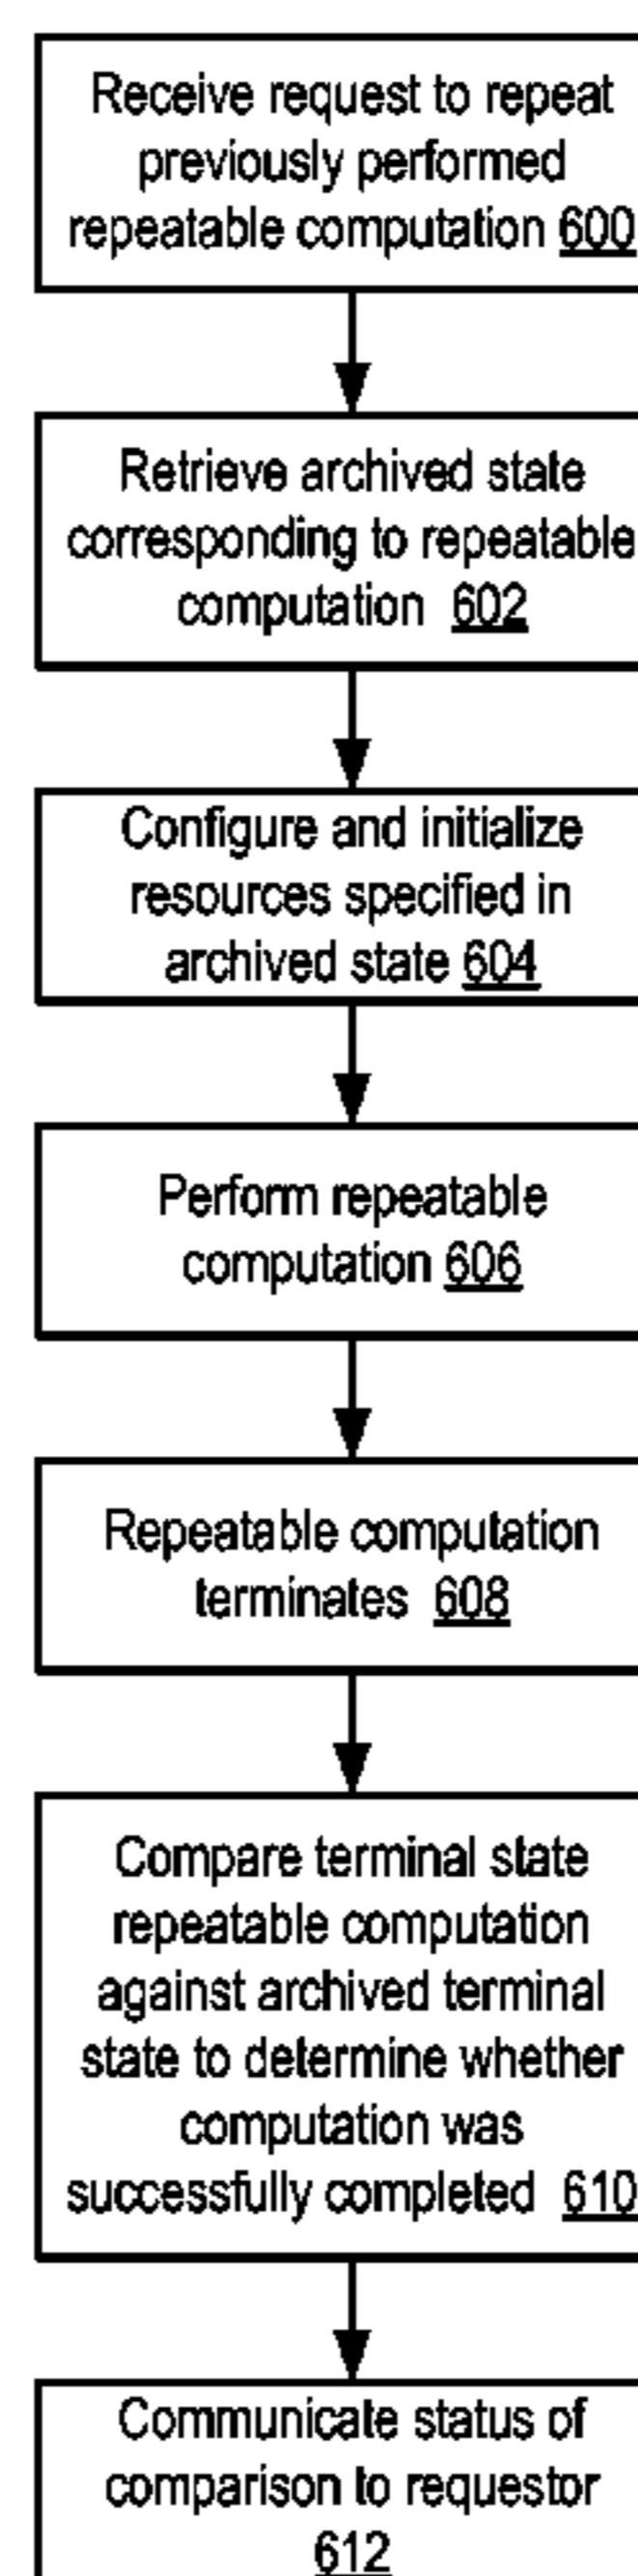 Receive request to repeat
previously performed
repeatable computation 600
Retrieve archived state
corresponding to repeatable
computation 602
Configure and initialize
resources specified in
archived state 604
Perform repeatable
computation 606
Repeatable computation
terminates 608
Compare terminal state
repeatable computation
against archived terminal
state to determine whether
computation was
successfully completed 610
Communicate status of
comparison to requestor
612